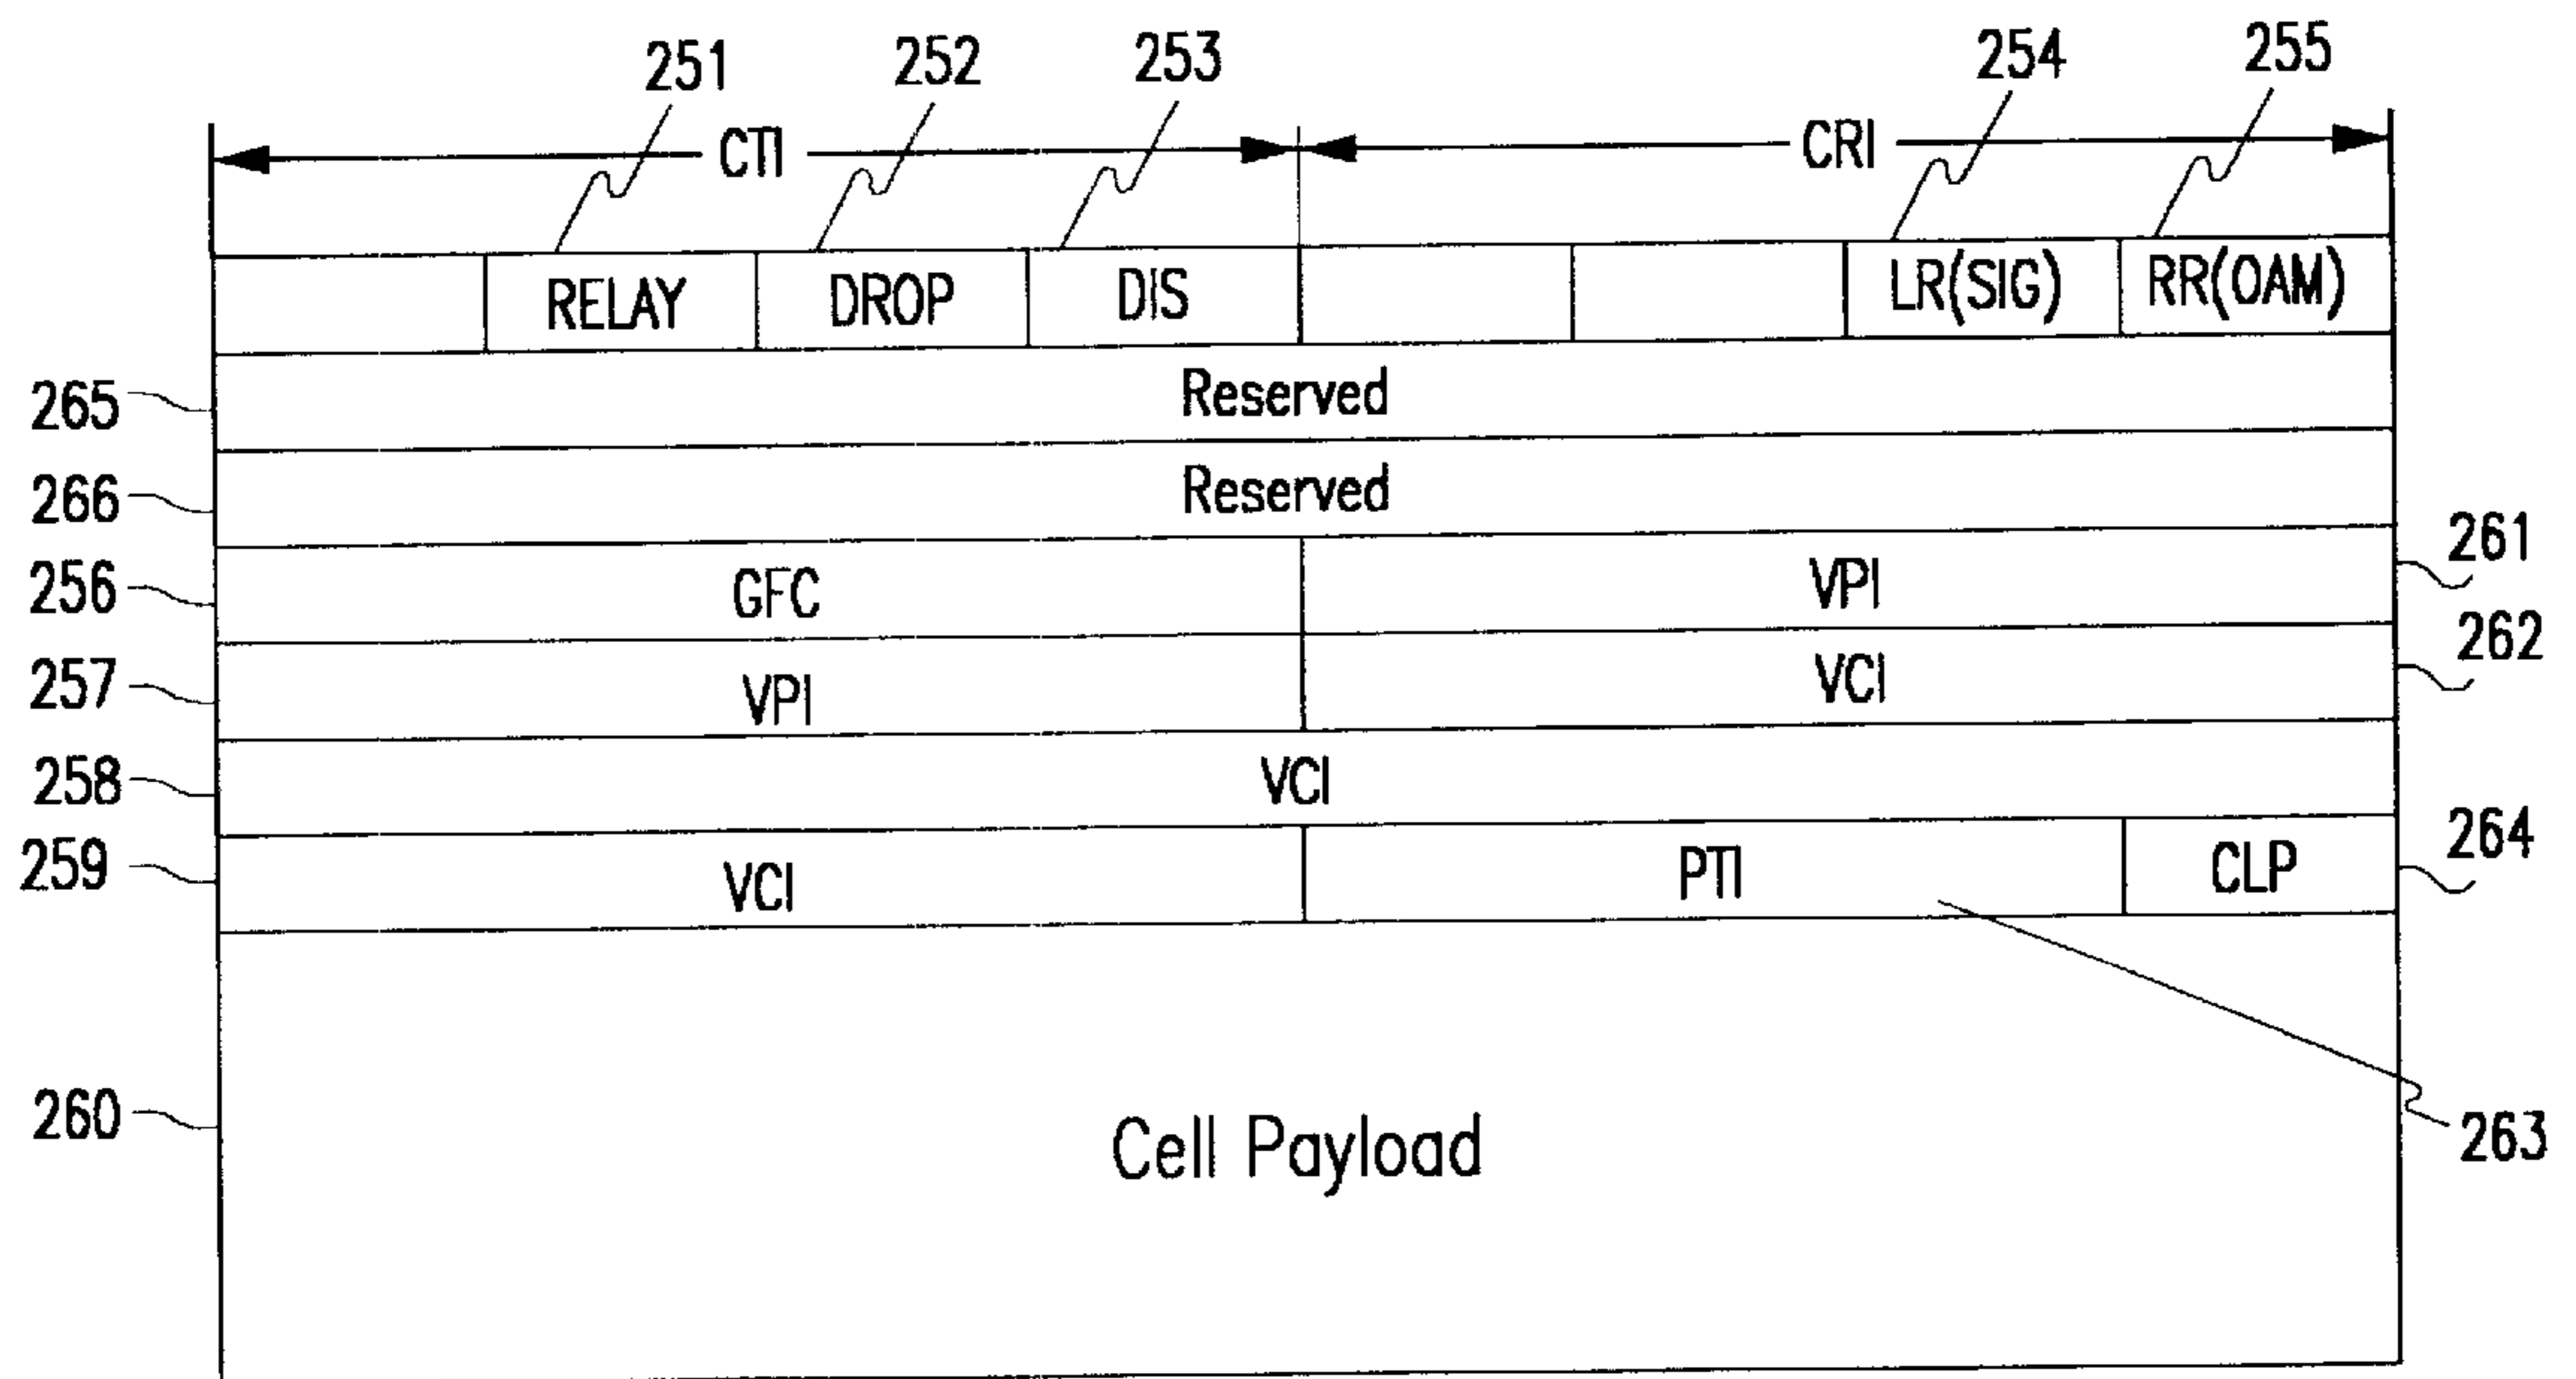 251 252 253 254 255
CTI CRI
RELAY DROP DIS LR(SIG) RR(OAM)
265 Reserved
266 Reserved
256 GFC VPI 261
257 VPI VCI 262
258 VCI
259 VCI PTI CLP 264
260 Cell Payload 263